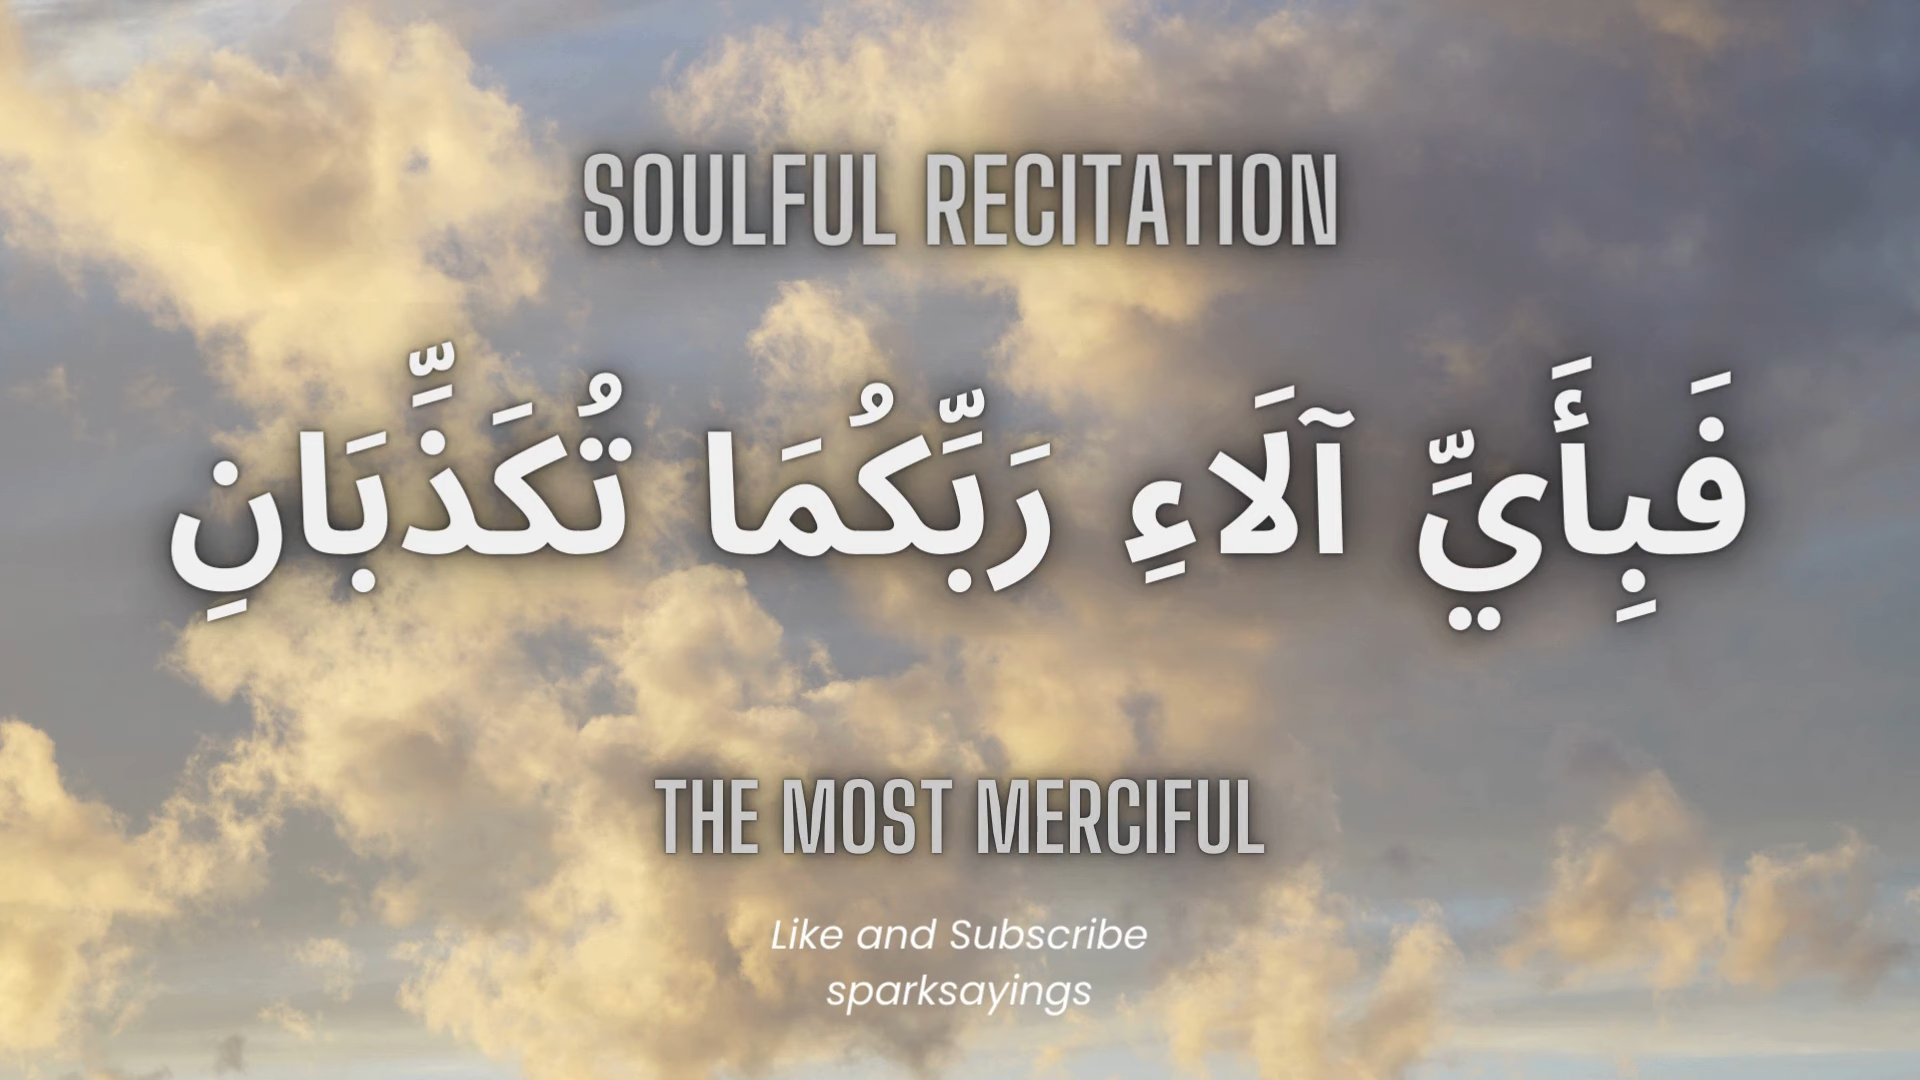 SOULFUL RECITATION
فَبِأَيِّ آلَاءِ رَبِّكُمَا تُكَذِّبَانِ
THE MOST MERCIFUL
Like and Subscribe
sparksayings